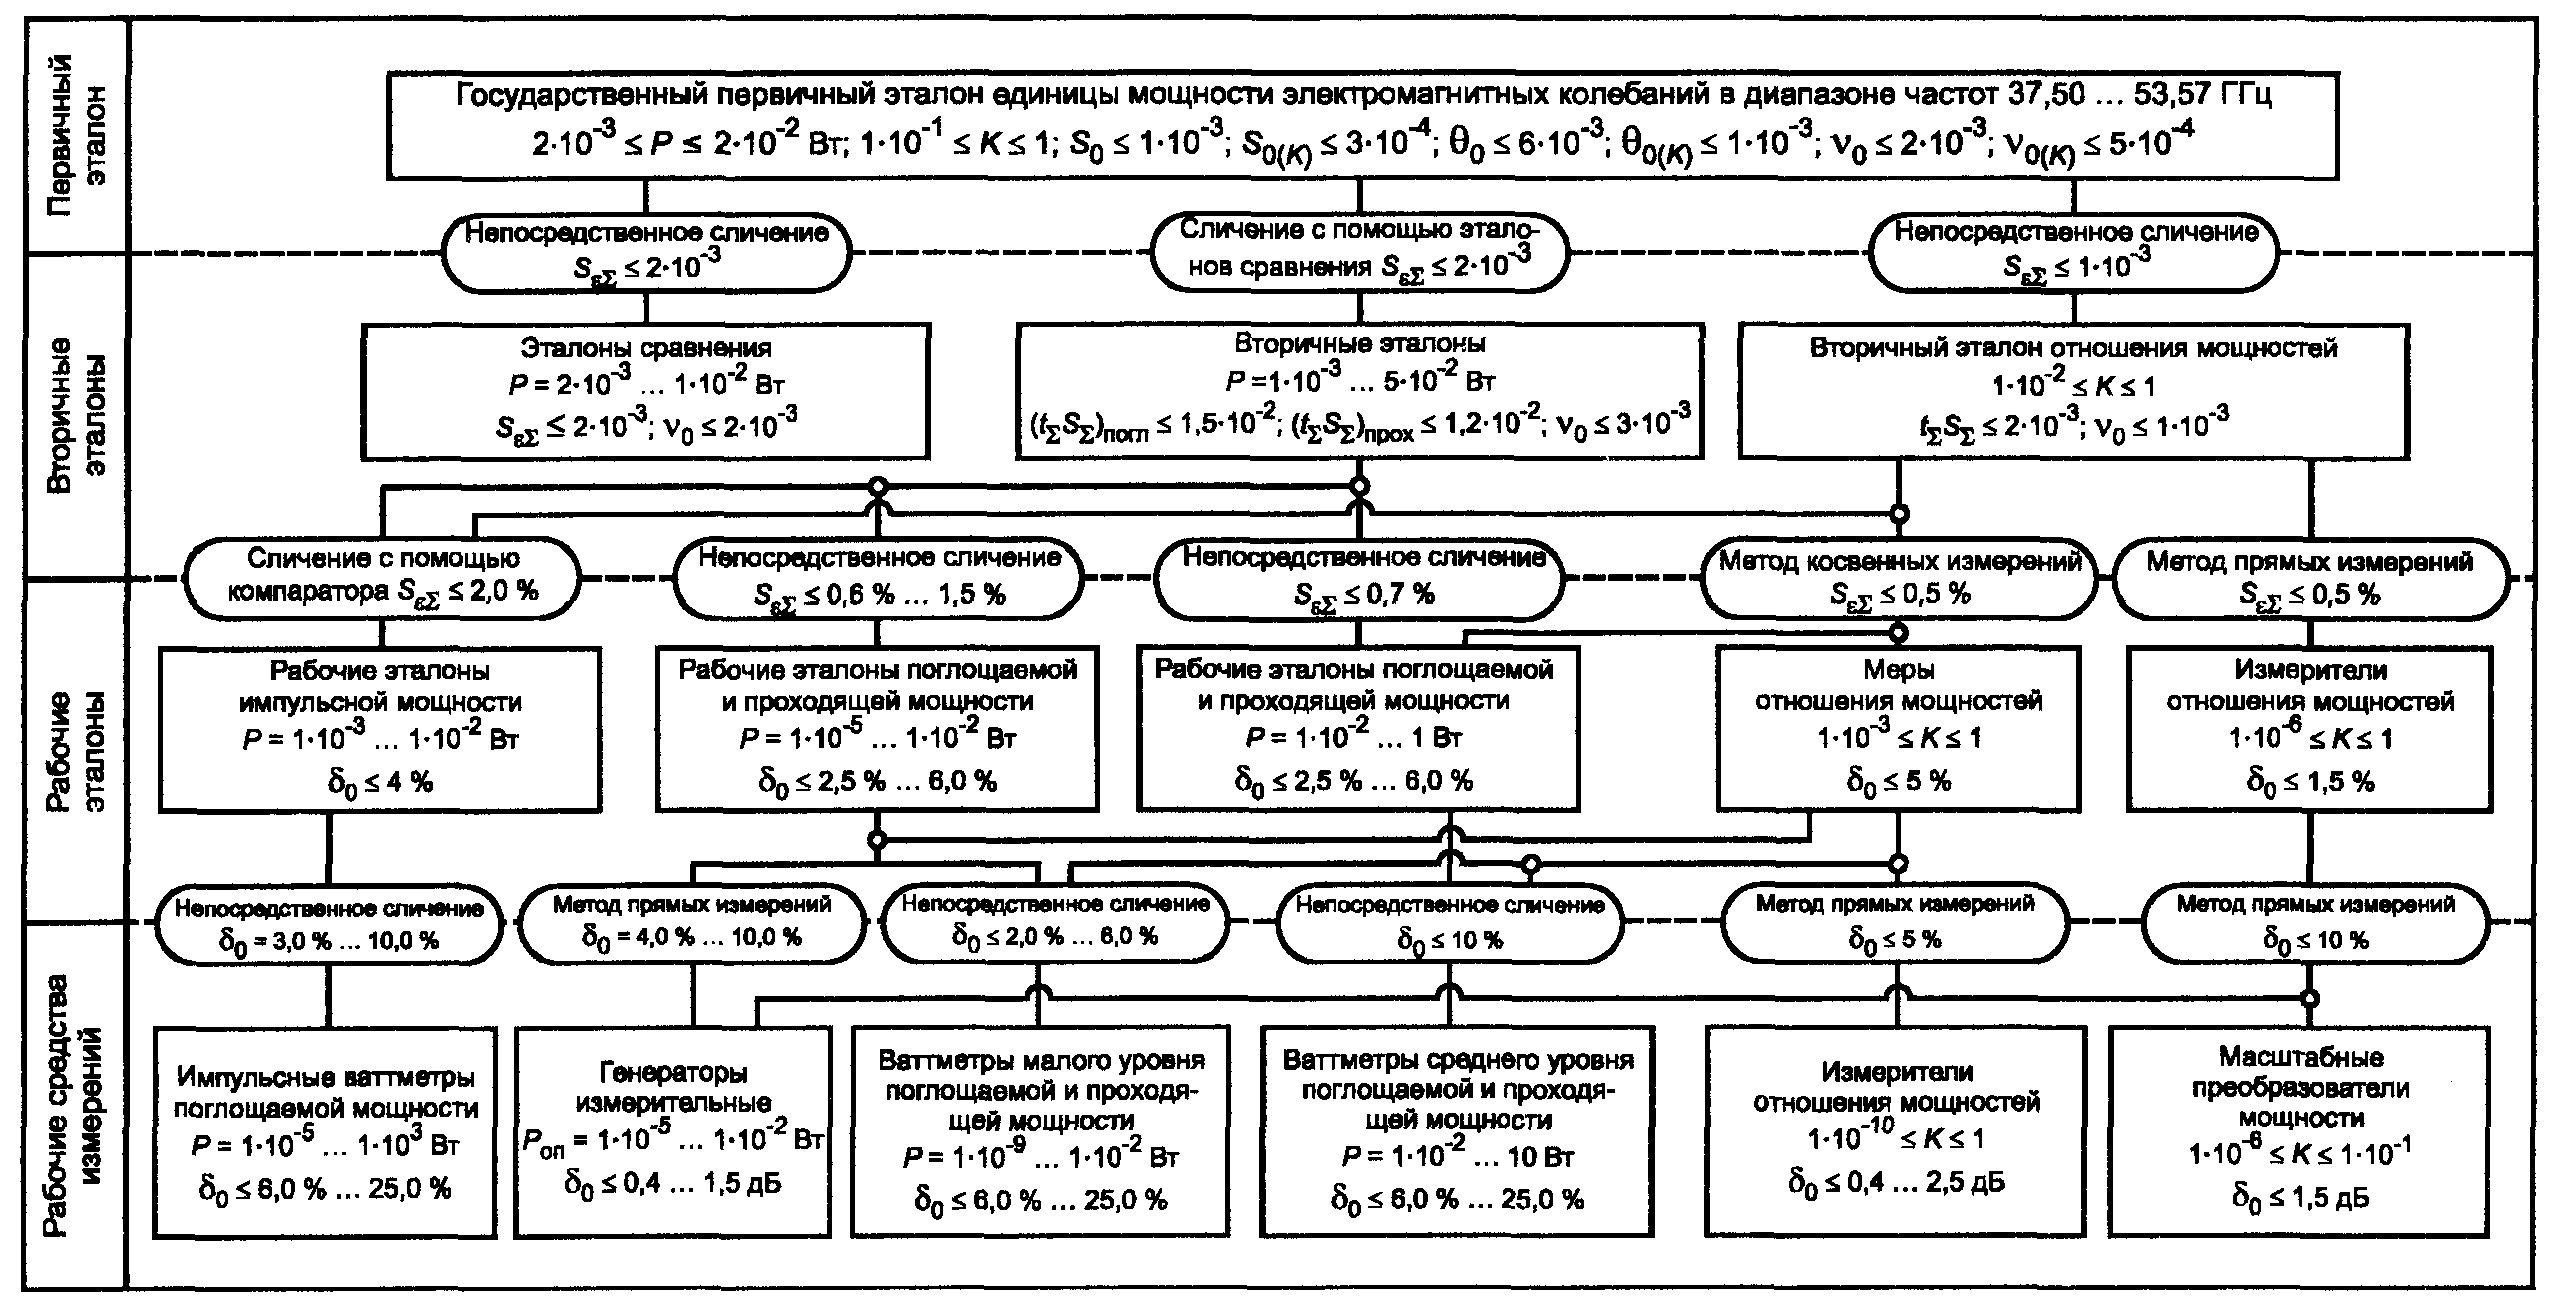 Первичный
эталон
Государственный первичный эталон единицы мощности электромагнитных колебаний в диапазоне частот 37,50 ... 53,57 ГГц
2·10⁻³ ≤ P ≤ 2·10⁻² Вт; 1·10⁻¹ ≤ K ≤ 1; S₀ ≤ 1·10⁻³; S₀₍K₎ ≤ 3·10⁻⁴; θ₀ ≤ 6·10⁻³; θ₀₍K₎ ≤ 1·10⁻³; ν₀ ≤ 2·10⁻³; ν₀₍K₎ ≤ 5·10⁻⁴
Непосредственное сличение
S_εΣ ≤ 2·10⁻³
Сличение с помощью этало-
нов сравнения S_εΣ ≤ 2·10⁻³
Непосредственное сличение
S_εΣ ≤ 1·10⁻³
Вторичные
эталоны
Эталоны сравнения
P = 2·10⁻³ ... 1·10⁻² Вт
S_εΣ ≤ 2·10⁻³; ν₀ ≤ 2·10⁻³
Вторичные эталоны
P =1·10⁻³ ... 5·10⁻² Вт
(t_ΣS_Σ)погл ≤ 1,5·10⁻²; (t_ΣS_Σ)прох ≤ 1,2·10⁻²; ν₀ ≤ 3·10⁻³
Вторичный эталон отношения мощностей
1·10⁻² ≤ K ≤ 1
t_ΣS_Σ ≤ 2·10⁻³; ν₀ ≤ 1·10⁻³
Сличение с помощью
компаратора S_εΣ ≤ 2,0 %
Непосредственное сличение
S_εΣ ≤ 0,6 % ... 1,5 %
Непосредственное сличение
S_εΣ ≤ 0,7 %
Метод косвенных измерений
S_εΣ ≤ 0,5 %
Метод прямых измерений
S_εΣ ≤ 0,5 %
Рабочие
эталоны
Рабочие эталоны
импульсной мощности
P = 1·10⁻³ ... 1·10⁻² Вт
δ₀ ≤ 4 %
Рабочие эталоны поглощаемой
и проходящей мощности
P = 1·10⁻⁵ ... 1·10⁻² Вт
δ₀ ≤ 2,5 % ... 6,0 %
Рабочие эталоны поглощаемой
и проходящей мощности
P = 1·10⁻² ... 1 Вт
δ₀ ≤ 2,5 % ... 6,0 %
Меры
отношения мощностей
1·10⁻³ ≤ K ≤ 1
δ₀ ≤ 5 %
Измерители
отношения мощностей
1·10⁻⁶ ≤ K ≤ 1
δ₀ ≤ 1,5 %
Непосредственное сличение
δ₀ = 3,0 % ... 10,0 %
Метод прямых измерений
δ₀ = 4,0 % ... 10,0 %
Непосредственное сличение
δ₀ ≤ 2,0 % ... 6,0 %
Непосредственное сличение
δ₀ ≤ 10 %
Метод прямых измерений
δ₀ ≤ 5 %
Метод прямых измерений
δ₀ ≤ 10 %
Рабочие средства
измерений
Импульсные ваттметры
поглощаемой мощности
P = 1·10⁻⁵ ... 1·10³ Вт
δ₀ ≤ 6,0 % ... 25,0 %
Генераторы
измерительные
Pоп = 1·10⁻⁵ ... 1·10⁻² Вт
δ₀ ≤ 0,4 ... 1,5 дБ
Ваттметры малого уровня
поглощаемой и проходя-
щей мощности
P = 1·10⁻⁹ ... 1·10⁻² Вт
δ₀ ≤ 6,0 % ... 25,0 %
Ваттметры среднего уровня
поглощаемой и проходя-
щей мощности
P = 1·10⁻² ... 10 Вт
δ₀ ≤ 6,0 % ... 25,0 %
Измерители
отношения мощностей
1·10⁻¹⁰ ≤ K ≤ 1
δ₀ ≤ 0,4 ... 2,5 дБ
Масштабные
преобразователи
мощности
1·10⁻⁶ ≤ K ≤ 1·10⁻¹
δ₀ ≤ 1,5 дБ